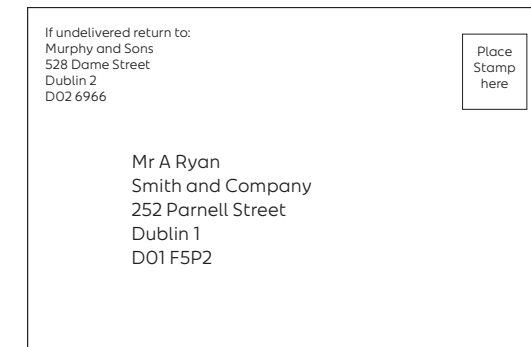 If undelivered return to:
Murphy and Sons
528 Dame Street
Dublin 2
D02 6966
Place
Stamp
here
Mr A Ryan
Smith and Company
252 Parnell Street
Dublin 1
D01 F5P2